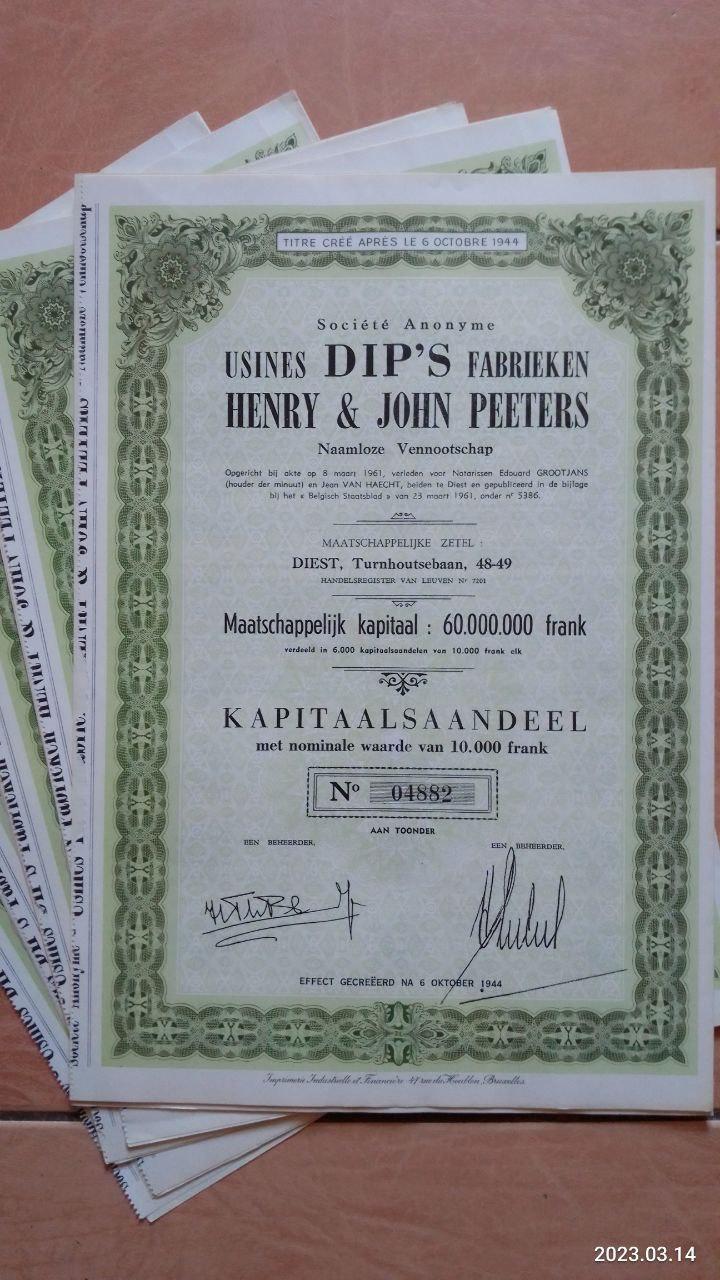 TITRE CRÉÉ APRÈS LE 6 OCTOBRE 1944
Société Anonyme
USINES DIP'S FABRIEKEN
HENRY & JOHN PEETERS
Naamloze Vennootschap
Opgericht bij akte op 8 maart 1961, verleden voor Notarissen Edouard GROOTJANS
(houder der minuut) en Jean VAN HAECHT, beiden te Diest en gepubliceerd in de bijlage
bij het « Belgisch Staatsblad » van 23 maart 1961, onder nr 5386.
MAATSCHAPPELIJKE ZETEL :
DIEST, Turnhoutsebaan, 48-49
HANDELSREGISTER VAN LEUVEN Nr 7201
Maatschappelijk kapitaal : 60.000.000 frank
verdeeld in 6.000 kapitaalsaandelen van 10.000 frank elk
KAPITAALSAANDEEL
met nominale waarde van 10.000 frank
No 04882
AAN TOONDER
EEN BEHEERDER, EEN BEHEERDER,
EFFECT GECREËERD NA 6 OKTOBER 1944
Imprimerie Industrielle et Financière 47 rue du Houblon, Bruxelles
2023.03.14